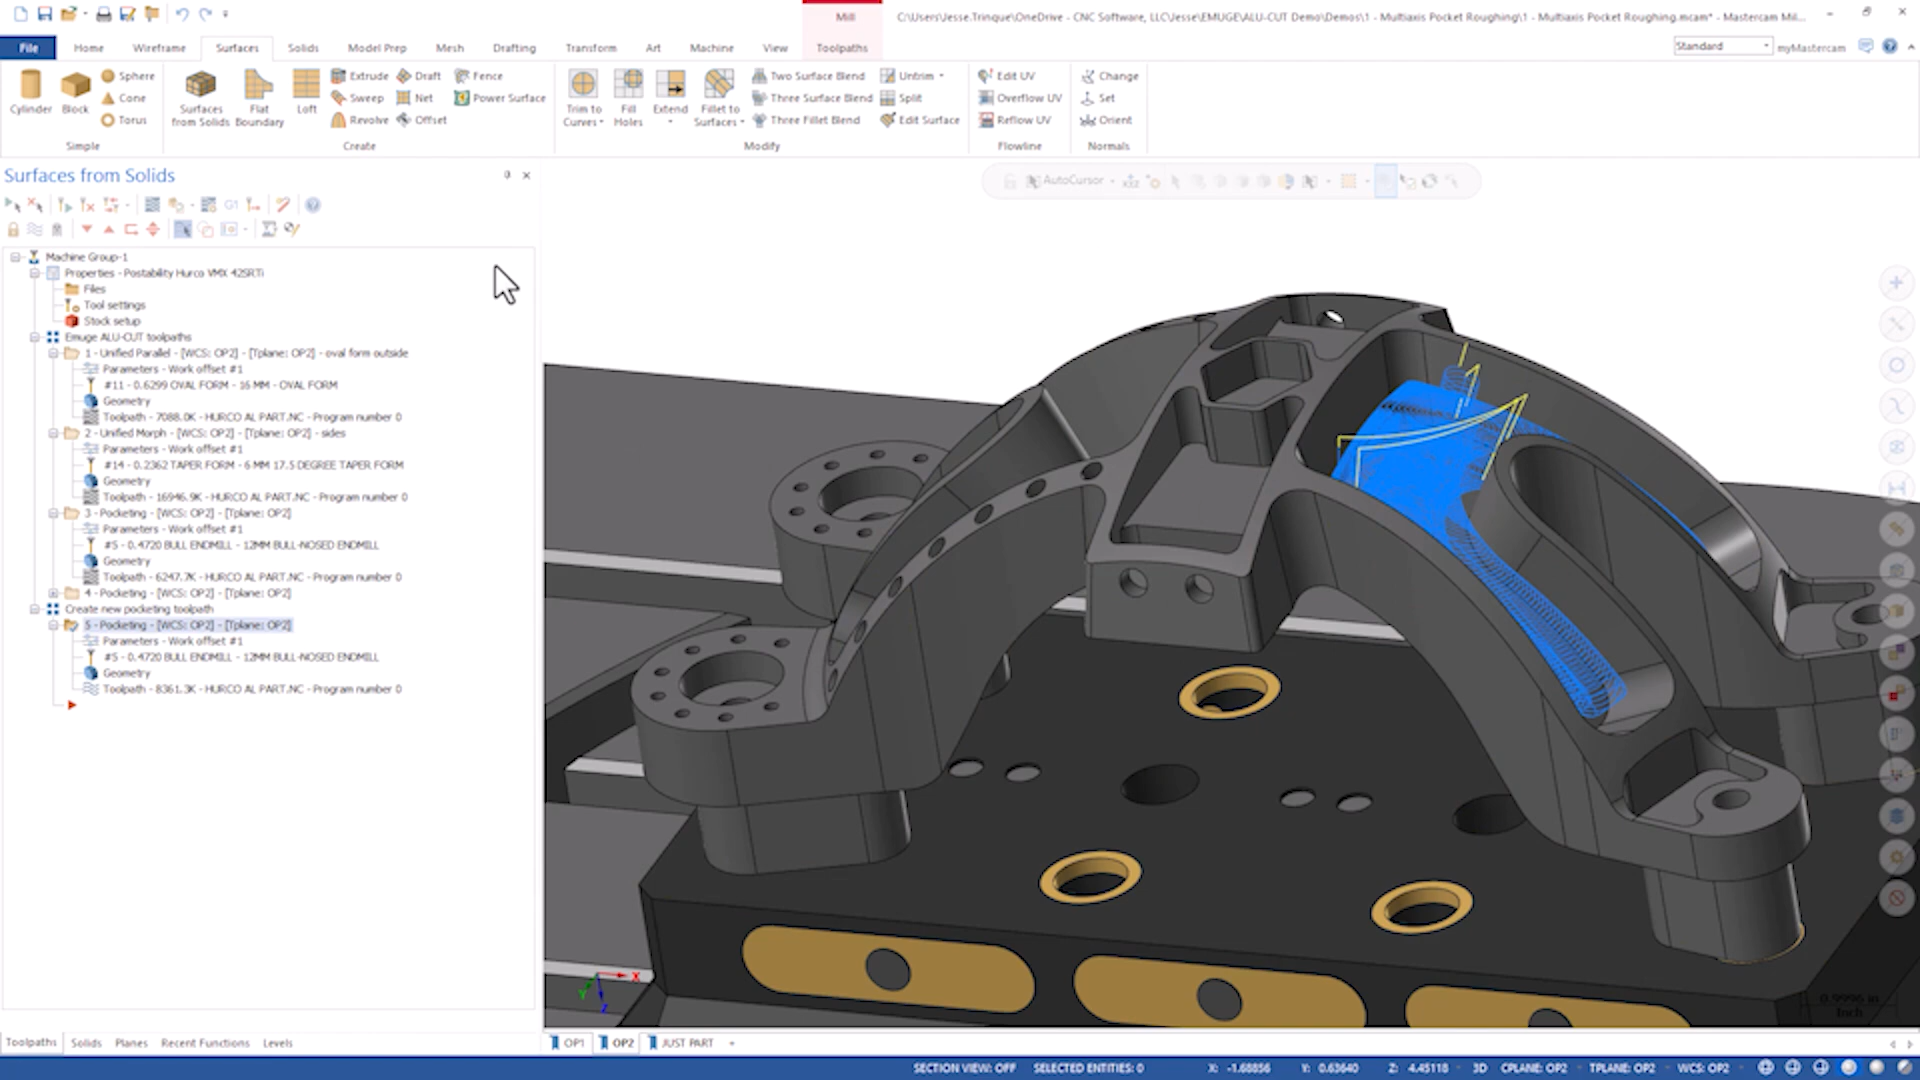 Mill
C:\Users\Jesse.Trinque\OneDrive - CNC Software, LLC\Jesse\EMUGE\ALU-CUT Demo\Demos\1 - Multiaxis Pocket Roughing\1 - Multiaxis Pocket Roughing.mcam* - Mastercam Mil...
File Home Wireframe Surfaces Solids Model Prep Mesh Drafting Transform Art Machine View Toolpaths
Standard myMastercam
Cylinder Block Sphere Cone Torus
Simple
Surfaces from Solids Flat Boundary Loft Extrude Sweep Revolve Draft Net Offset Fence Power Surface
Create
Trim to Curves Fill Holes Extend Fillet to Surfaces Two Surface Blend Three Surface Blend Three Fillet Blend Untrim Split Edit Surface
Modify
Edit UV Overflow UV Reflow UV
Flowline
Change Set Orient
Normals
Surfaces from Solids
AutoCursor
G1
Machine Group-1
Properties - Postability Hurco VMX 42SRTi
Files
Tool settings
Stock setup
Emuge ALU-CUT toolpaths
1 - Unified Parallel - [WCS: OP2] - [Tplane: OP2] - oval form outside
Parameters - Work offset #1
#11 - 0.6299 OVAL FORM - 16 MM - OVAL FORM
Geometry
Toolpath - 7088.0K - HURCO AL PART.NC - Program number 0
2 - Unified Morph - [WCS: OP2] - [Tplane: OP2] - sides
Parameters - Work offset #1
#14 - 0.2362 TAPER FORM - 6 MM 17.5 DEGREE TAPER FORM
Geometry
Toolpath - 16946.9K - HURCO AL PART.NC - Program number 0
3 - Pocketing - [WCS: OP2] - [Tplane: OP2]
Parameters - Work offset #1
#5 - 0.4720 BULL ENDMILL - 12MM BULL-NOSED ENDMILL
Geometry
Toolpath - 6247.7K - HURCO AL PART.NC - Program number 0
4 - Pocketing - [WCS: OP2] - [Tplane: OP2]
Create new pocketing toolpath
5 - Pocketing - [WCS: OP2] - [Tplane: OP2]
Parameters - Work offset #1
#5 - 0.4720 BULL ENDMILL - 12MM BULL-NOSED ENDMILL
Geometry
Toolpath - 8361.3K - HURCO AL PART.NC - Program number 0
X
Y
Z
0.9996 in
Inch
Toolpaths Solids Planes Recent Functions Levels
OP1 OP2 JUST PART
SECTION VIEW: OFF SELECTED ENTITIES: 0 X: -1.68856 Y: 0.63640 Z: 4.45118 3D CPLANE: OP2 TPLANE: OP2 WCS: OP2